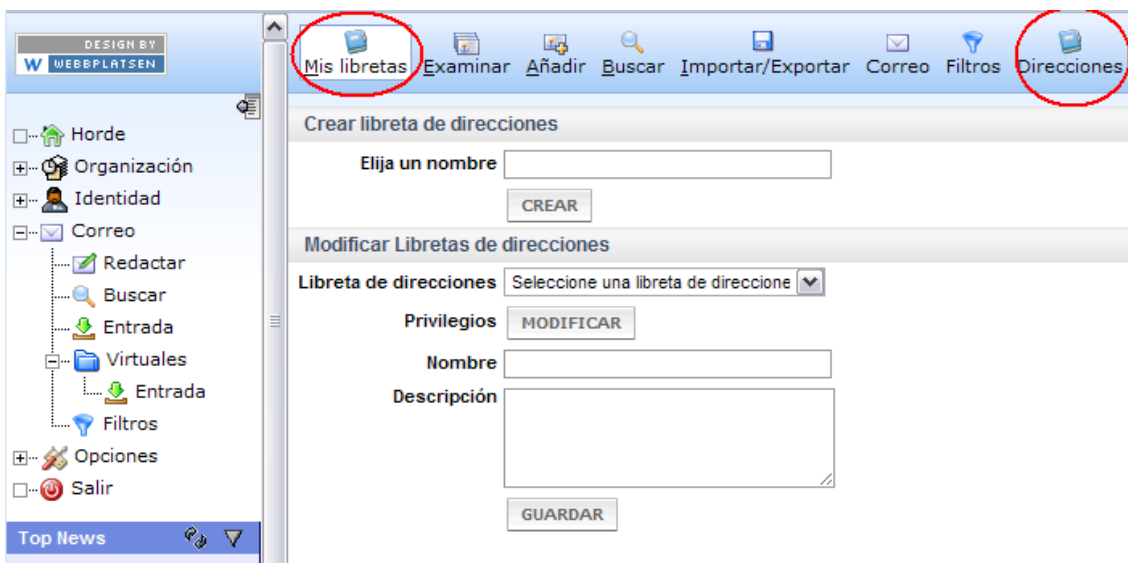 DESIGN BY
W WEBBPLATSEN
Mis libretas Examinar Añadir Buscar Importar/Exportar Correo Filtros Direcciones
Horde
Organización
Identidad
Correo
Redactar
Buscar
Entrada
Virtuales
Entrada
Filtros
Opciones
Salir
Top News
Crear libreta de direcciones
Elija un nombre
CREAR
Modificar Libretas de direcciones
Libreta de direcciones Seleccione una libreta de direccione
Privilegios MODIFICAR
Nombre
Descripción
GUARDAR